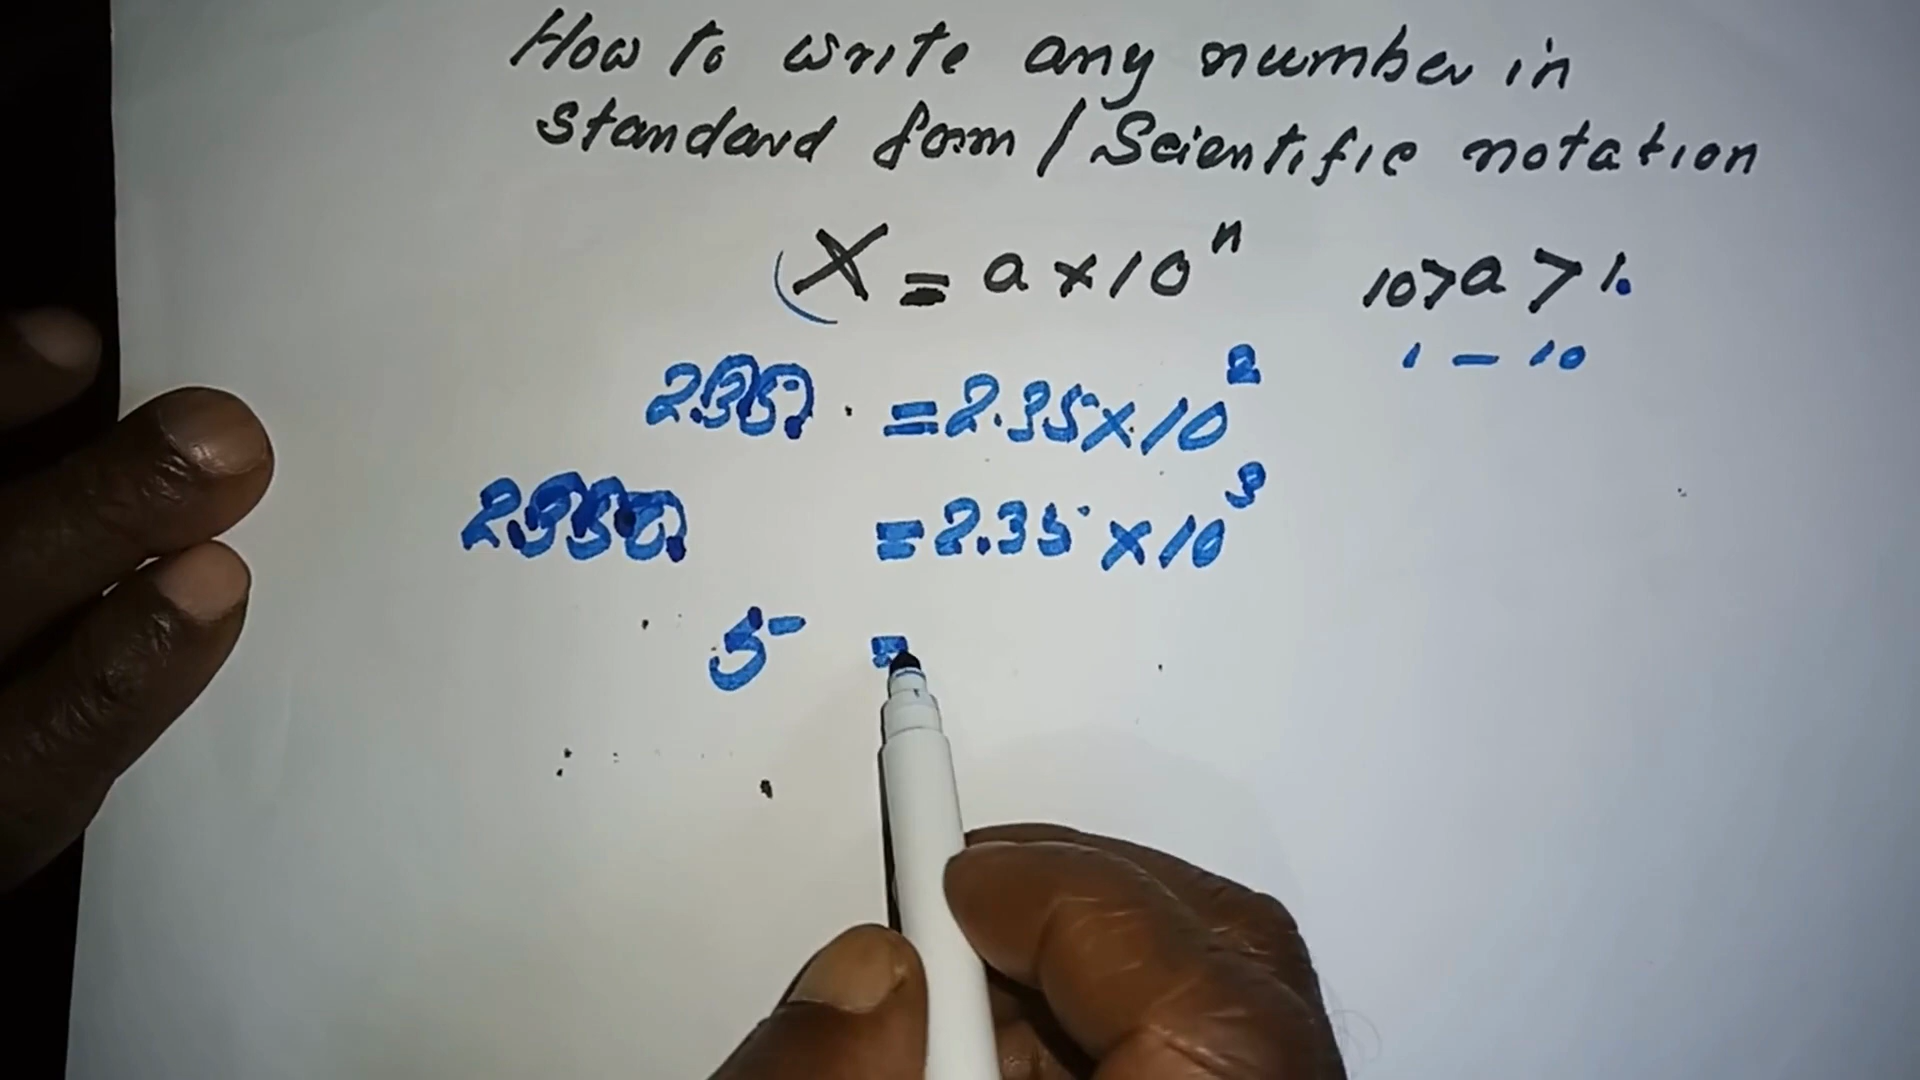 How to write any number in
standard form / Scientific notation
X = a × 10ⁿ 10 > a > 1.
1 - 10
235. = 2.35 × 10²
2350. = 2.35 × 10³
5 =